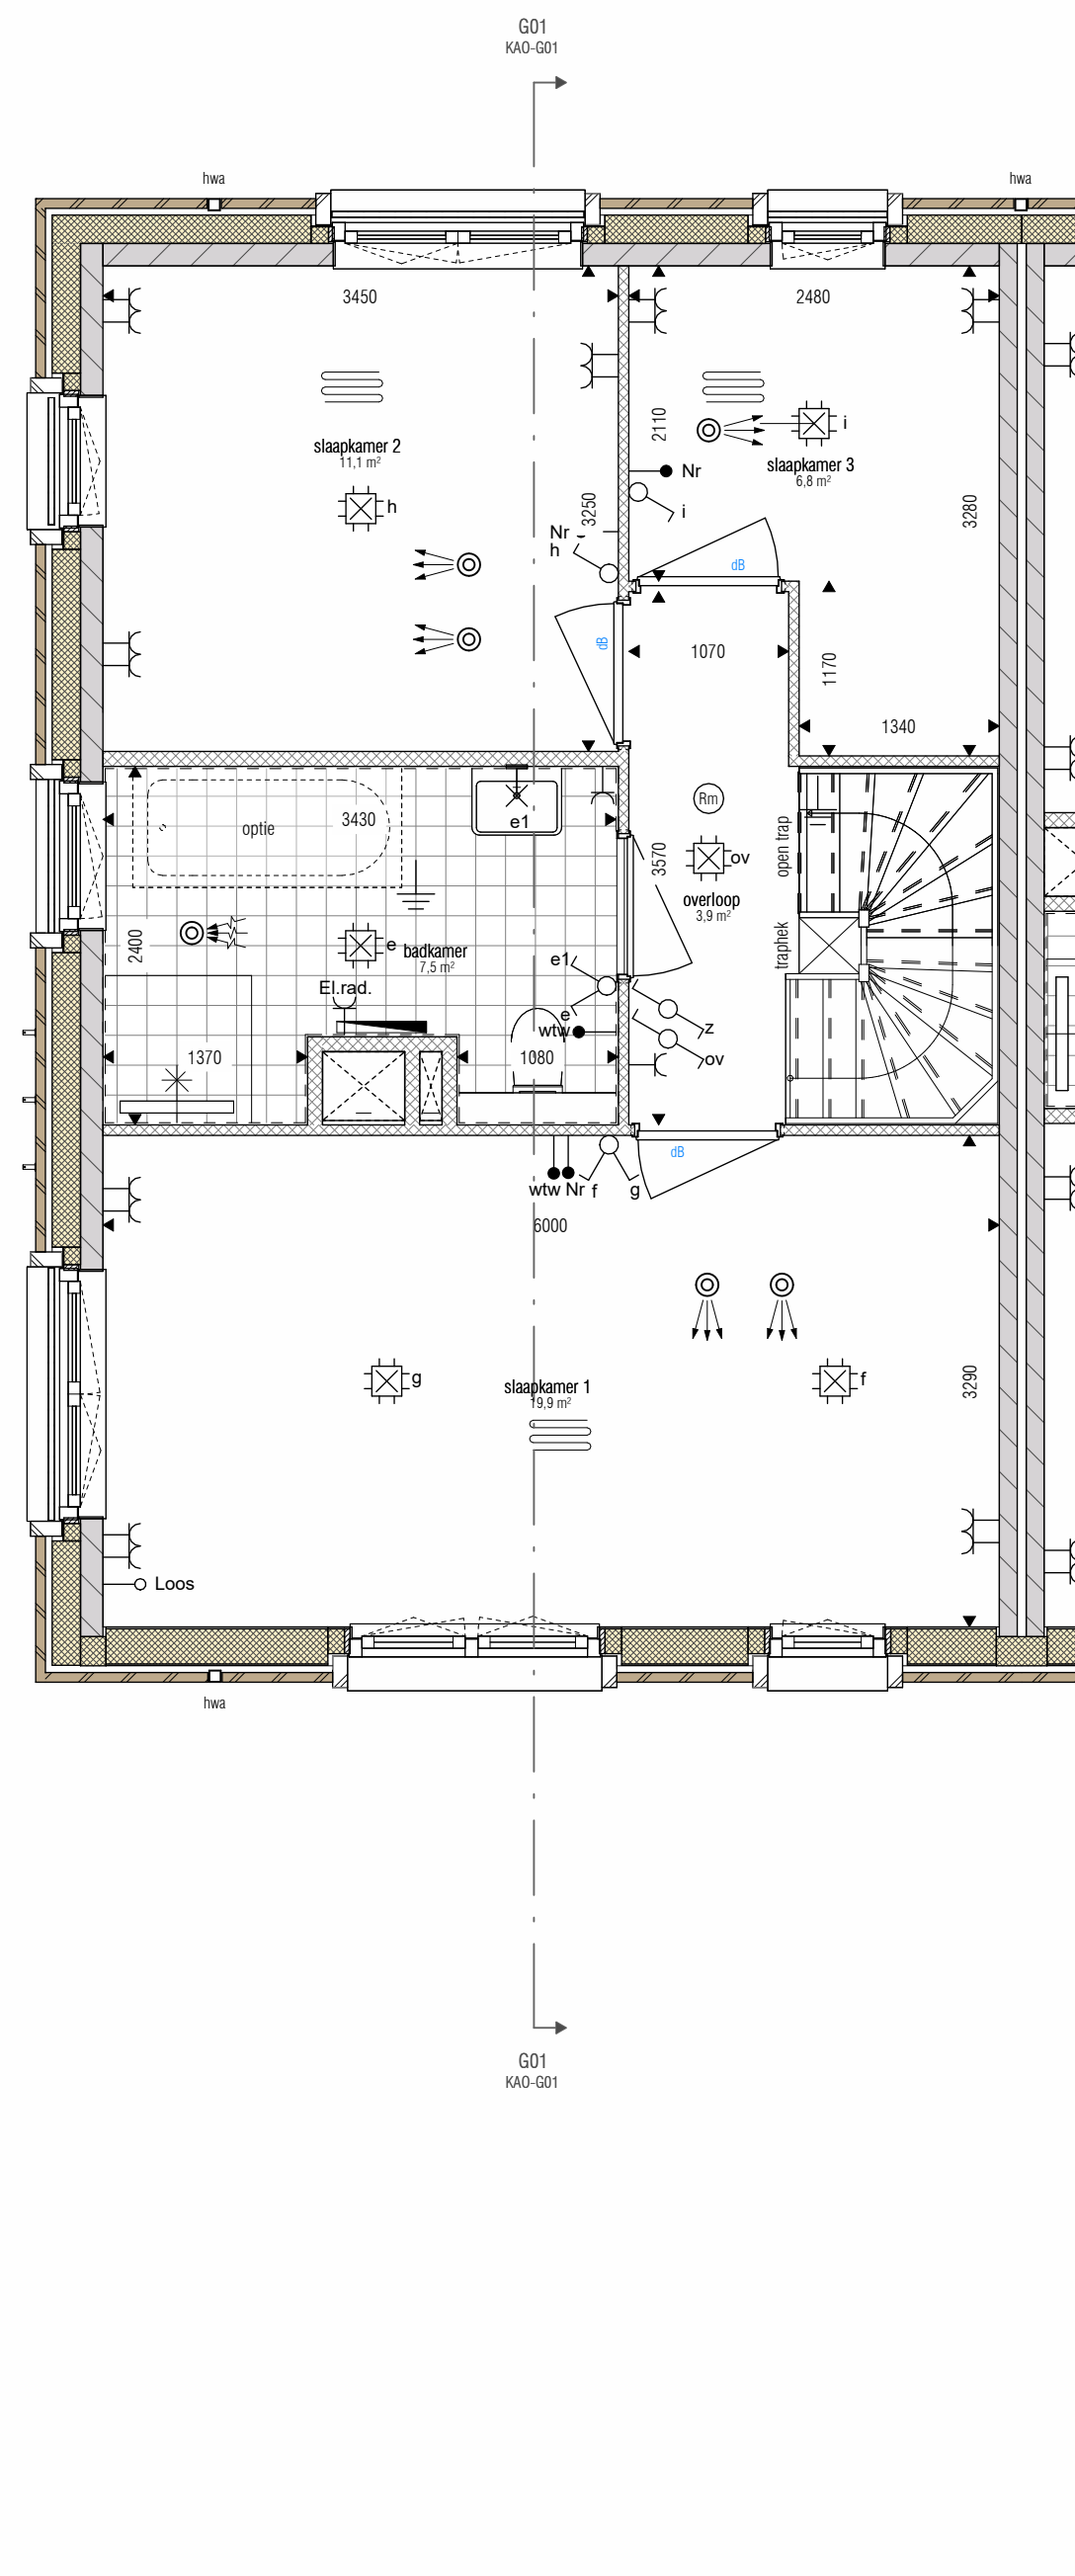 G01
KAO-G01
hwa
hwa
3450
2480
2110
i
slaapkamer 2
11,1 m²
slaapkamer 3
6,8 m²
Nr
h
3250
i
3280
Nr
h
dB
dB
1070
1170
1340
Rm
optie
3430
e1
open trap
3570
ov
overloop
3,9 m²
2400
e
badkamer
7,5 m²
traphek
e1
El.rad.
e
wtw
z
ov
1370
1080
dB
wtw
Nr
f
g
6000
g
slaapkamer 1
19,9 m²
f
3290
Loos
hwa
G01
KAO-G01